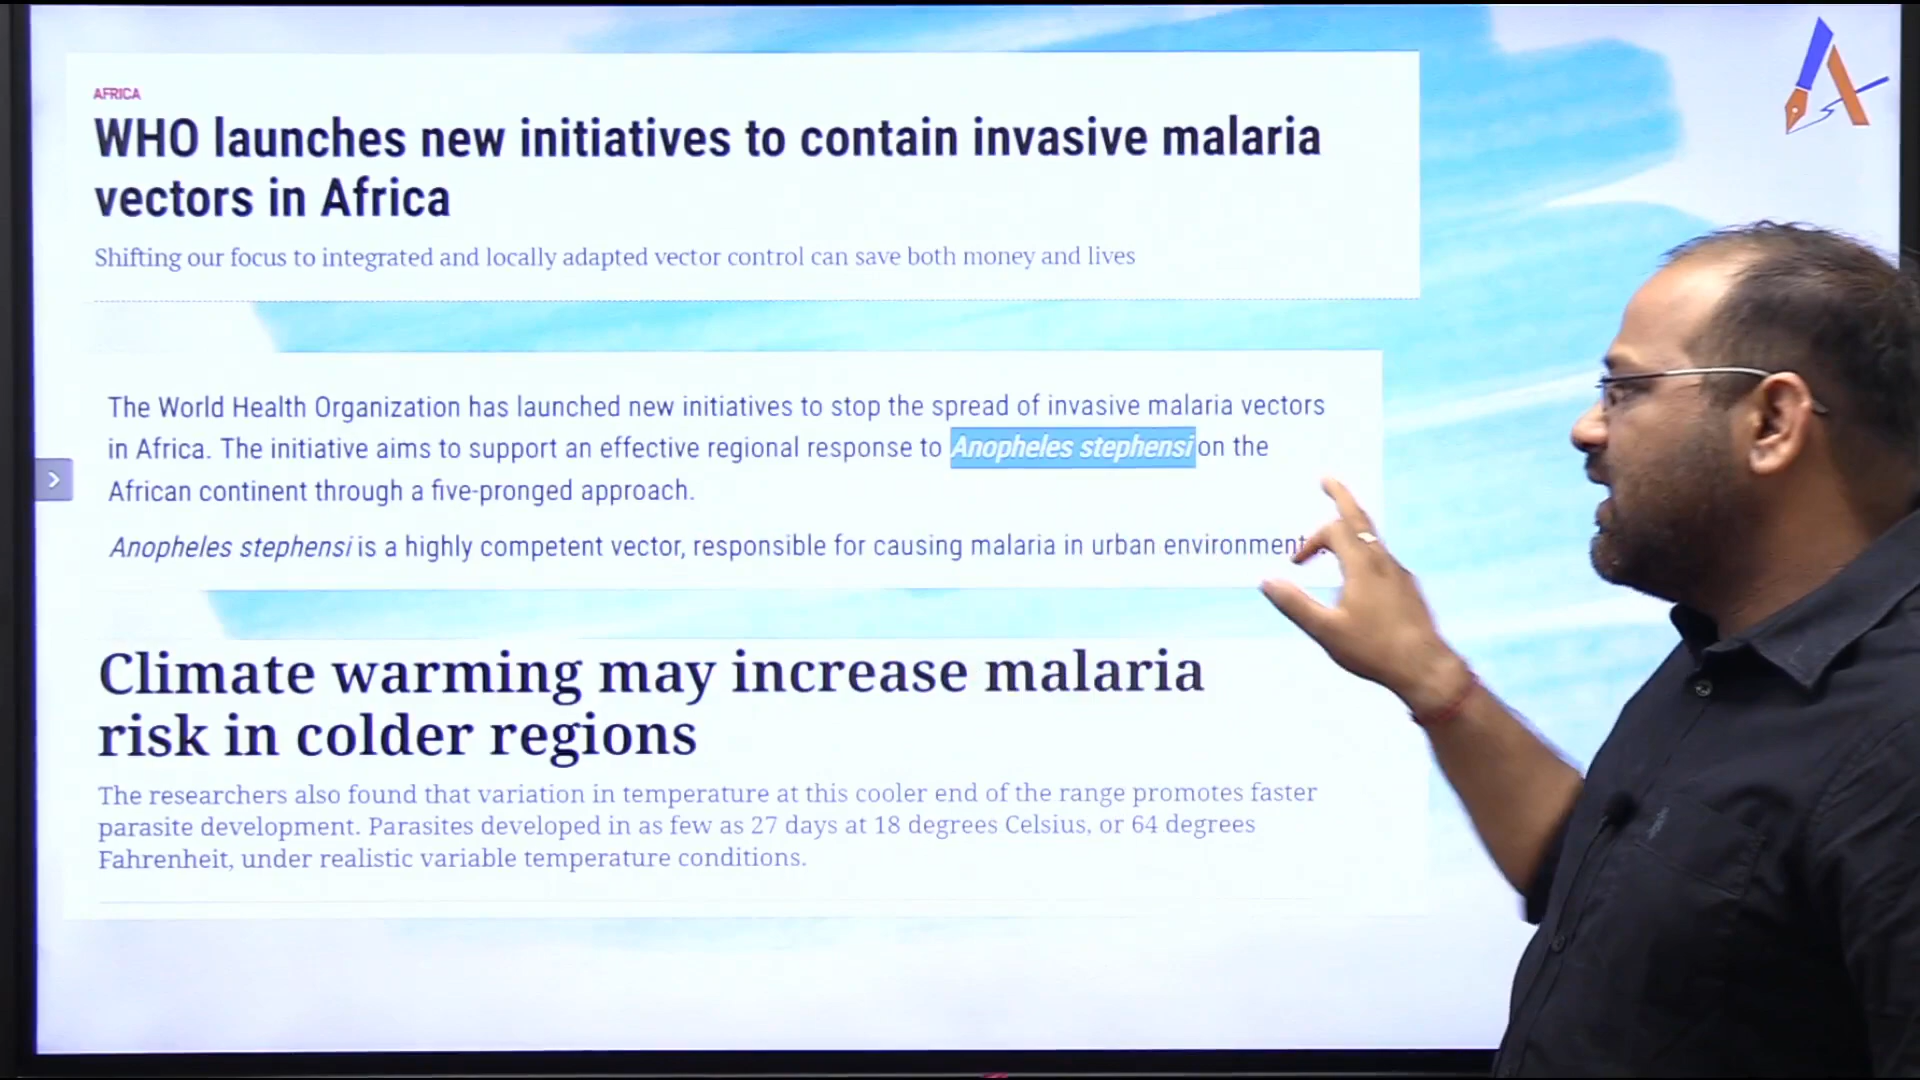 AFRICA
WHO launches new initiatives to contain invasive malaria
vectors in Africa
Shifting our focus to integrated and locally adapted vector control can save both money and lives
The World Health Organization has launched new initiatives to stop the spread of invasive malaria vectors
in Africa. The initiative aims to support an effective regional response to Anopheles stephensi on the
African continent through a five-pronged approach.
Anopheles stephensi is a highly competent vector, responsible for causing malaria in urban environments.
Climate warming may increase malaria
risk in colder regions
The researchers also found that variation in temperature at this cooler end of the range promotes faster
parasite development. Parasites developed in as few as 27 days at 18 degrees Celsius, or 64 degrees
Fahrenheit, under realistic variable temperature conditions.